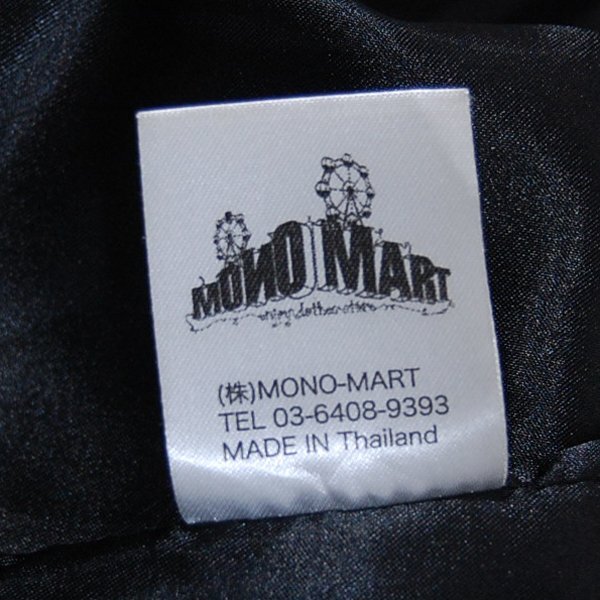 MONO MART
(株)MONO-MART
TEL 03-6408-9393
MADE IN Thailand